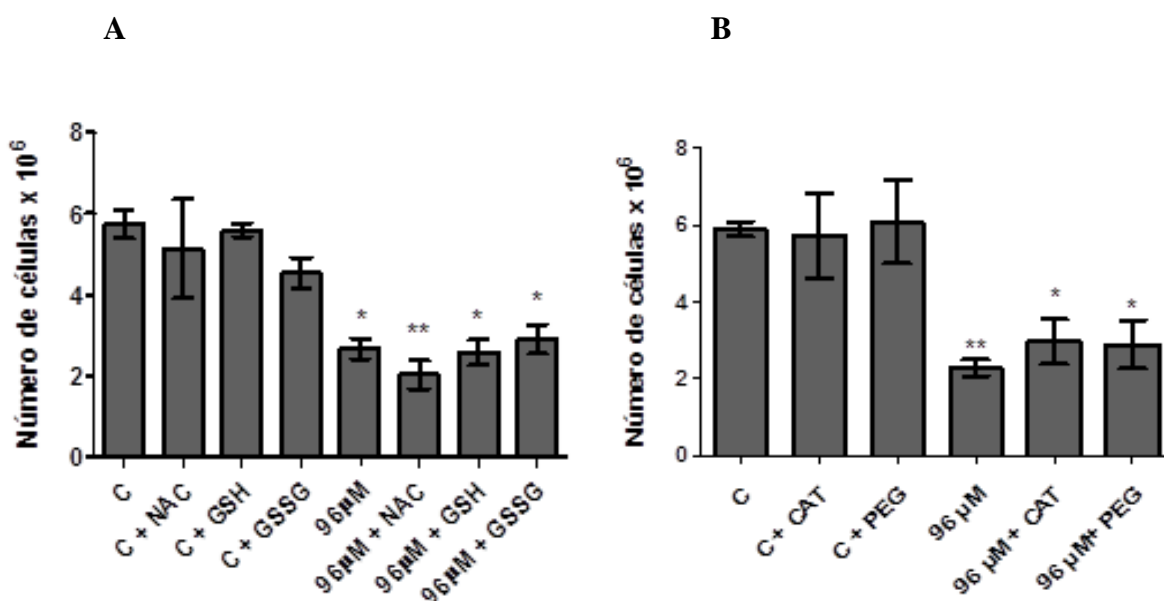 A
B
Número de células x 10⁶
8
6
4
2
0
*
**
*
*
C
C + NAC
C + GSH
C + GSSG
96µM
96µM + NAC
96µM + GSH
96µM + GSSG
Número de células x 10⁶
8
6
4
2
0
**
*
*
C
C + CAT
C + PEG
96 µM
96 µM + CAT
96 µM+ PEG